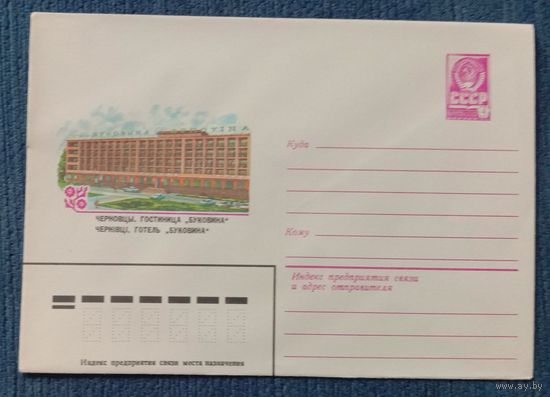 БУКОВИНА
СССР
Куда
ЧЕРНОВЦЫ. ГОСТИНИЦА „БУКОВИНА“
ЧЕРНІВЦІ. ГОТЕЛЬ „БУКОВИНА“
Кому
Индекс предприятия связи
и адрес отправителя
Индекс предприятия связи места назначения
www.ay.by